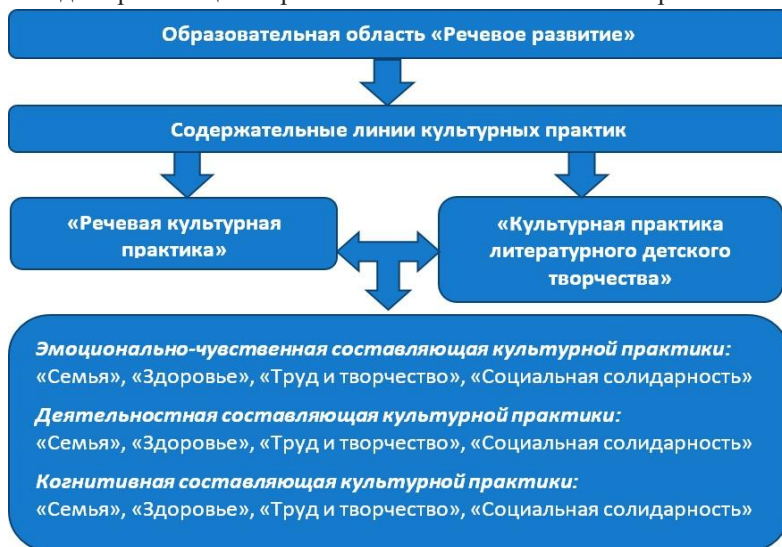 Образовательная область «Речевое развитие»
Содержательные линии культурных практик
«Речевая культурная
практика»
«Культурная практика
литературного детского
творчества»
Эмоционально-чувственная составляющая культурной практики:
«Семья», «Здоровье», «Труд и творчество», «Социальная солидарность»
Деятельностная составляющая культурной практики:
«Семья», «Здоровье», «Труд и творчество», «Социальная солидарность»
Когнитивная составляющая культурной практики:
«Семья», «Здоровье», «Труд и творчество», «Социальная солидарность»